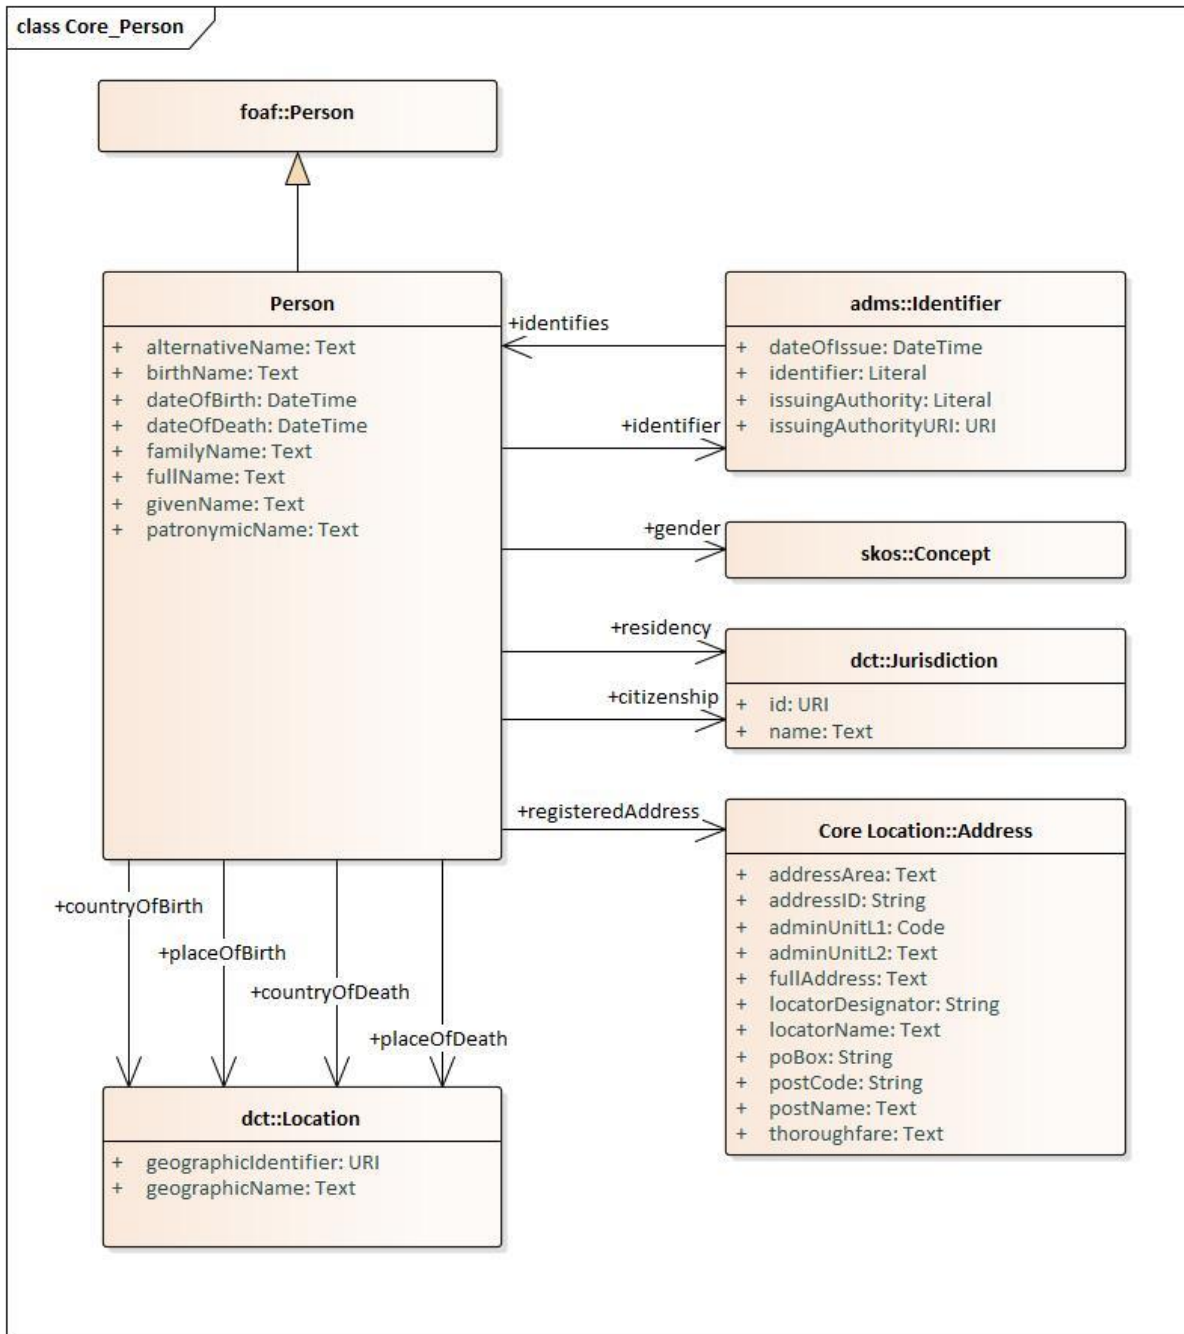 class Core_Person
foaf::Person
Person
+ alternativeName: Text
+ birthName: Text
+ dateOfBirth: DateTime
+ dateOfDeath: DateTime
+ familyName: Text
+ fullName: Text
+ givenName: Text
+ patronymicName: Text
+identifies
+identifier
adms::Identifier
+ dateOfIssue: DateTime
+ identifier: Literal
+ issuingAuthority: Literal
+ issuingAuthorityURI: URI
+gender
skos::Concept
+residency
+citizenship
dct::Jurisdiction
+ id: URI
+ name: Text
+registeredAddress
Core Location::Address
+ addressArea: Text
+ addressID: String
+ adminUnitL1: Code
+ adminUnitL2: Text
+ fullAddress: Text
+ locatorDesignator: String
+ locatorName: Text
+ poBox: String
+ postCode: String
+ postName: Text
+ thoroughfare: Text
+countryOfBirth
+placeOfBirth
+countryOfDeath
+placeOfDeath
dct::Location
+ geographicIdentifier: URI
+ geographicName: Text